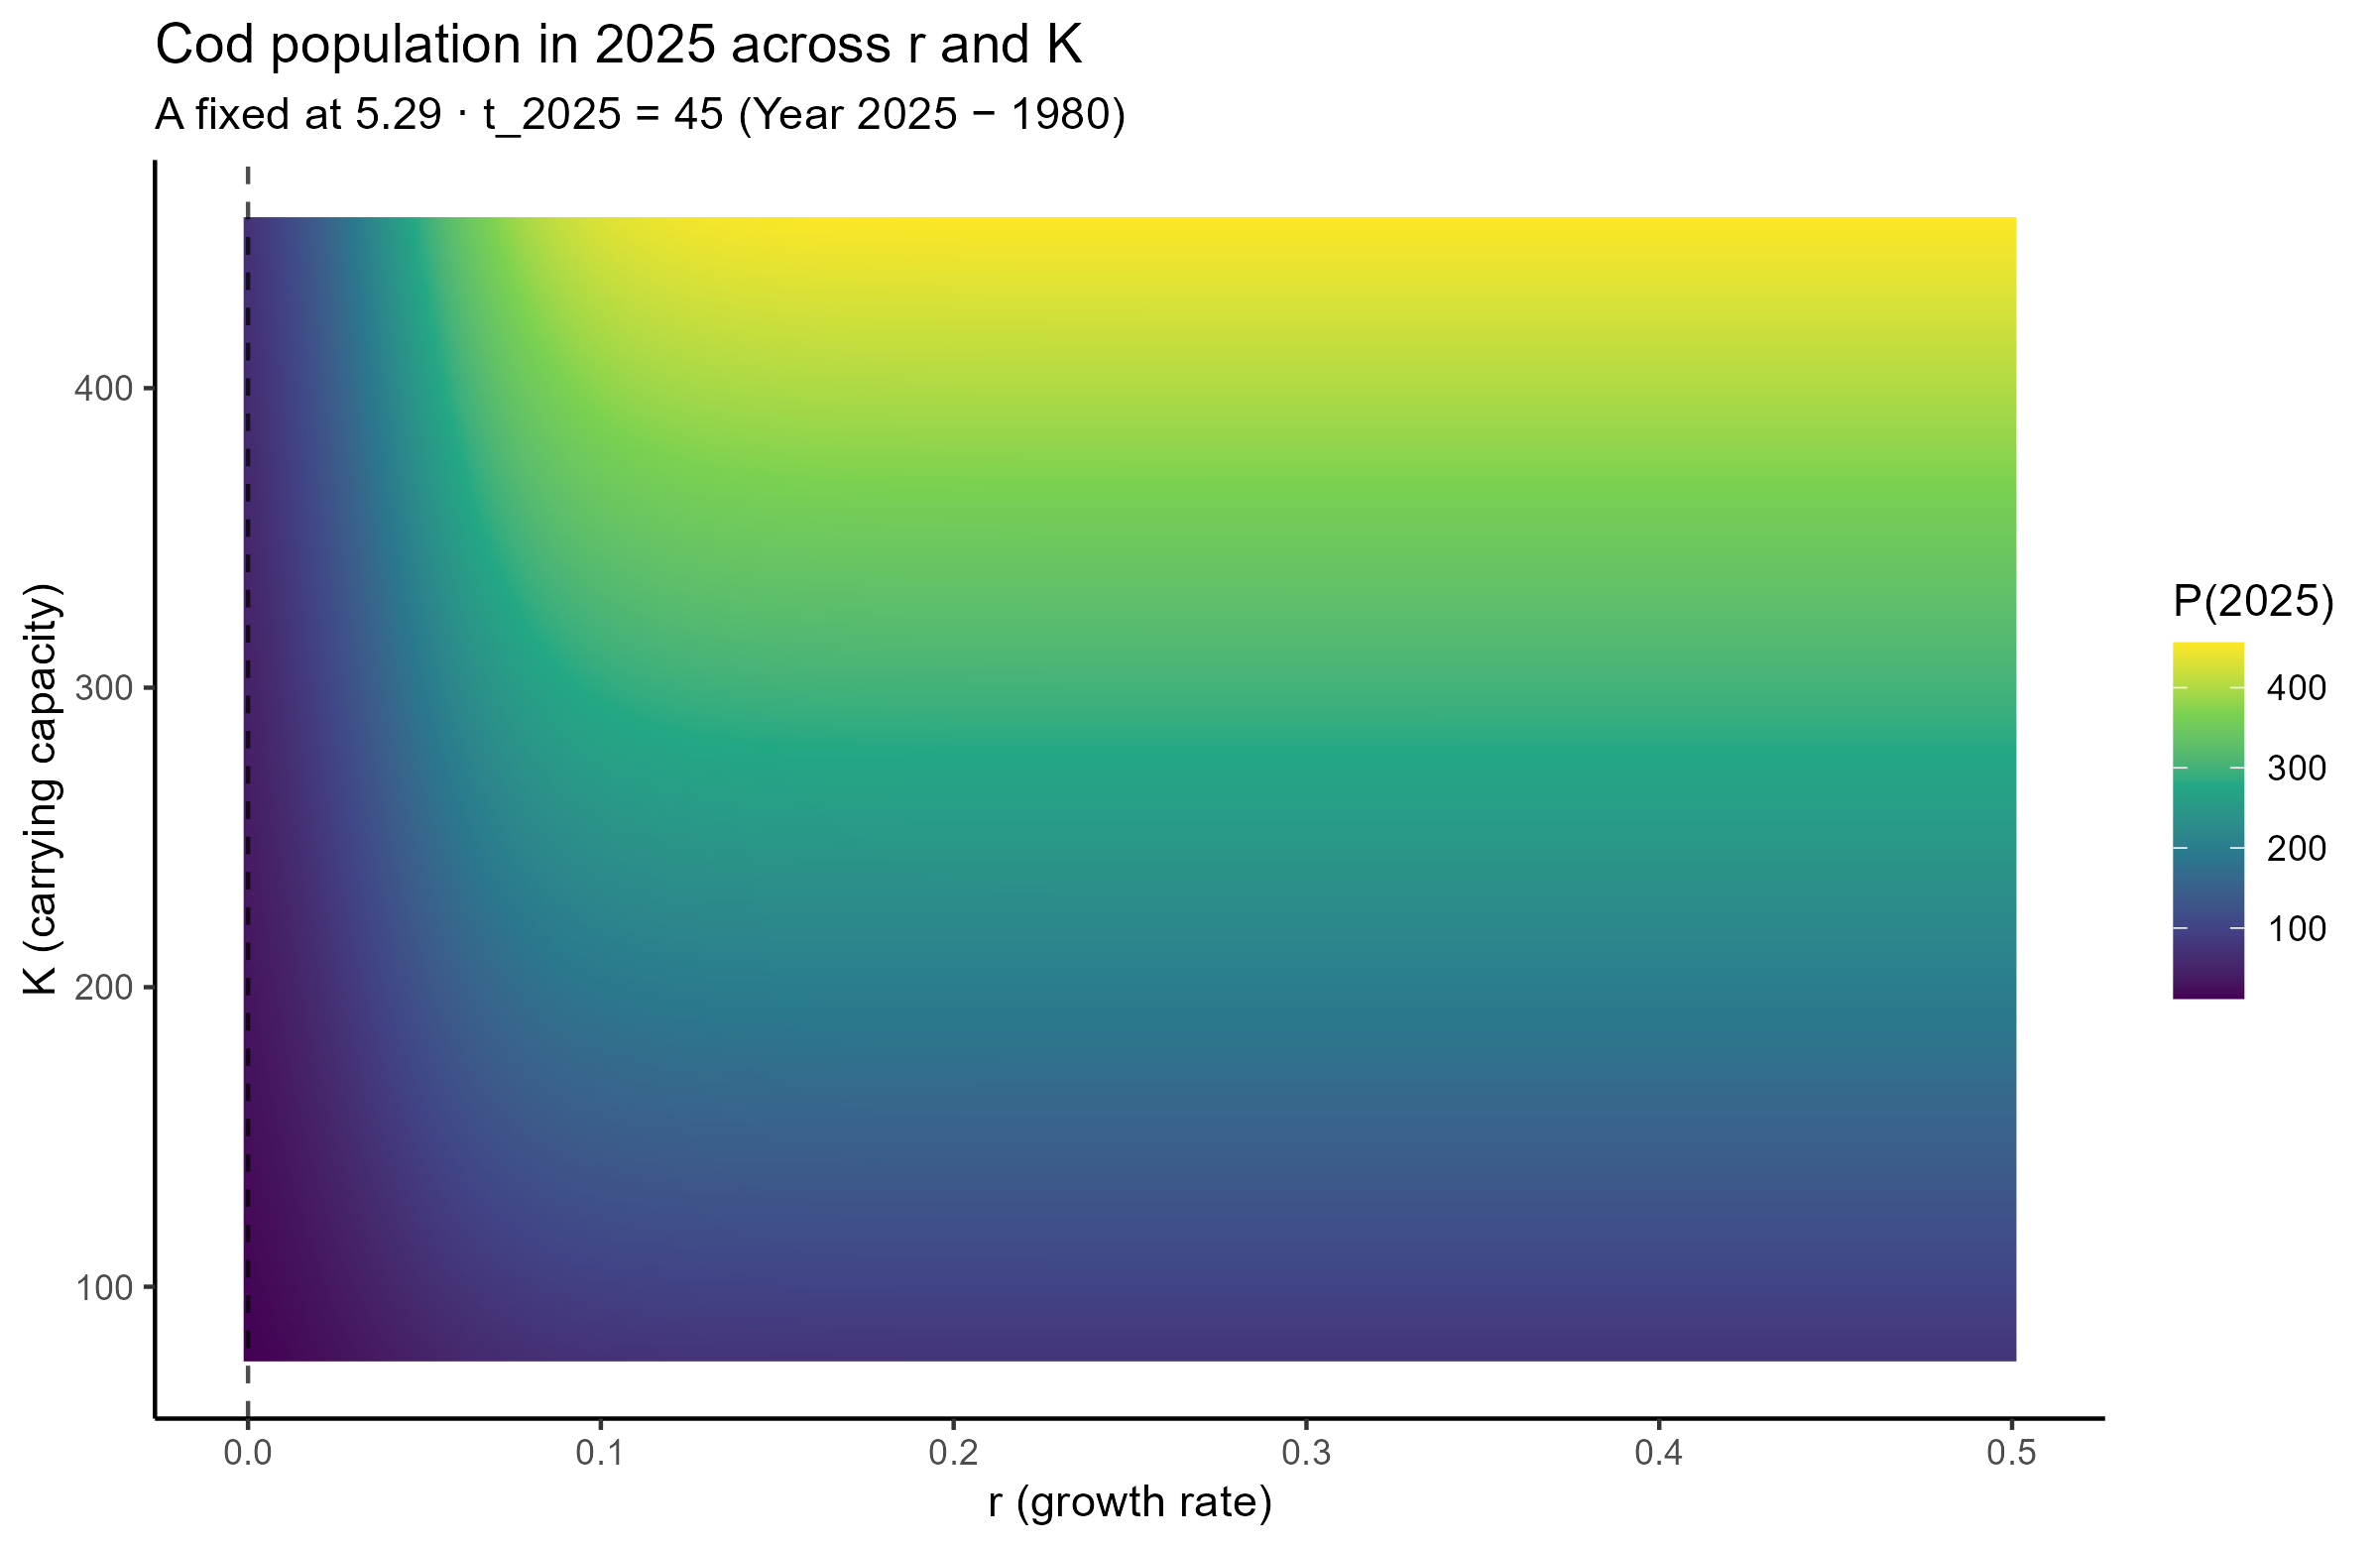 Cod population in 2025 across r and K
A fixed at 5.29 · t_2025 = 45 (Year 2025 − 1980)
K (carrying capacity)
400
300
200
100
0.0
0.1
0.2
0.3
0.4
0.5
r (growth rate)
P(2025)
400
300
200
100